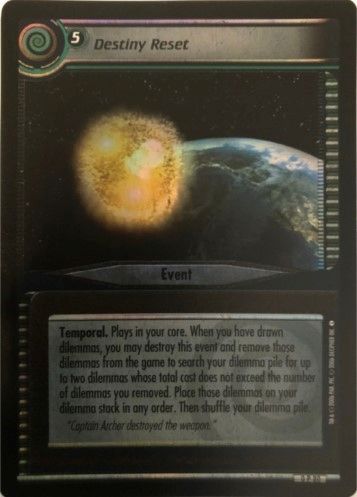 5
Destiny Reset
Event
Temporal. Plays in your core. When you have drawn
dilemmas, you may destroy this event and remove those
dilemmas from the game to search your dilemma pile for up
to two dilemmas whose total cost does not exceed the number
of dilemmas you removed. Place those dilemmas on your
dilemma stack in any order. Then shuffle your dilemma pile.
"Captain Archer destroyed the weapon."
0 P 20